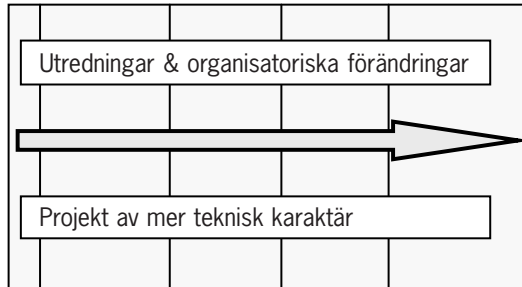 Utredningar & organisatoriska förändringar
Projekt av mer teknisk karaktär